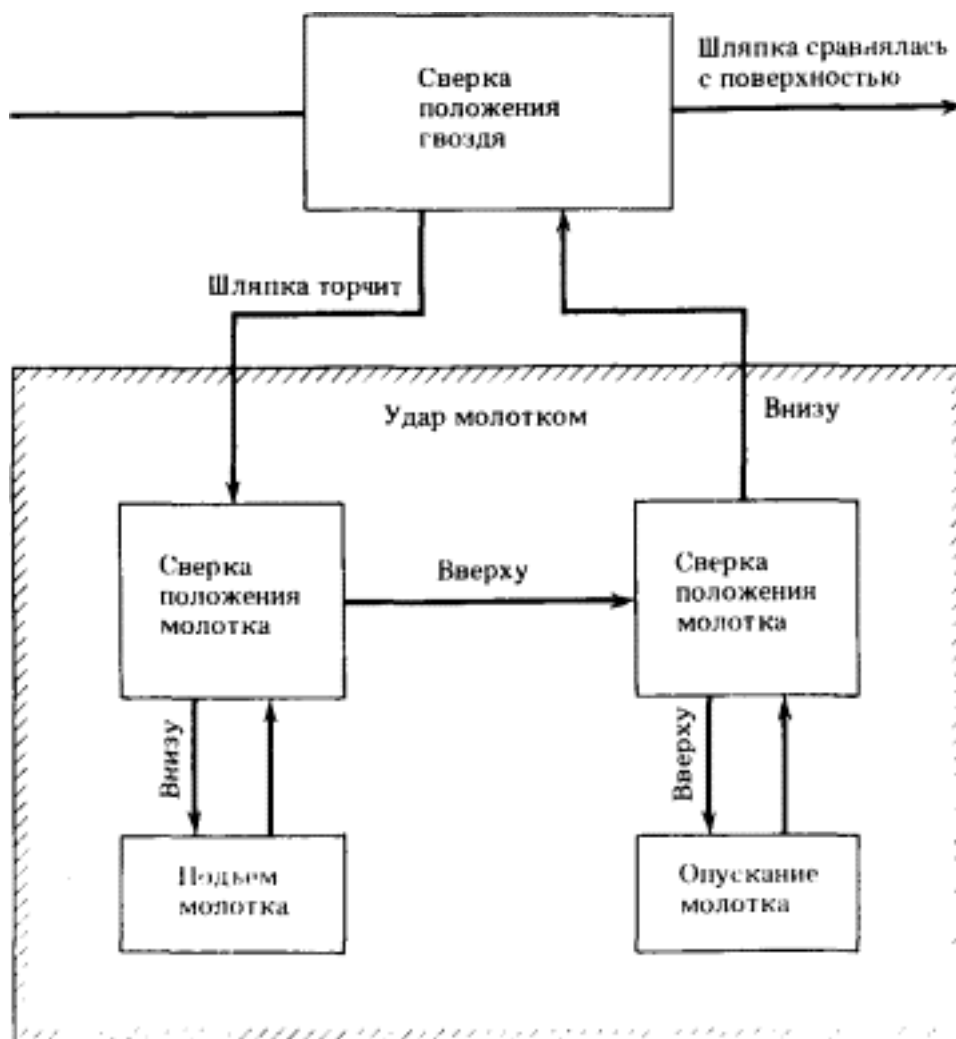 Сверка
положения
гвоздя
Шляпка сравнялась
с поверхностью
Шляпка торчит
Удар молотком
Внизу
Сверка
положения
молотка
Вверху
Сверка
положения
молотка
Внизу
Вверху
Подъем
молотка
Опускание
молотка